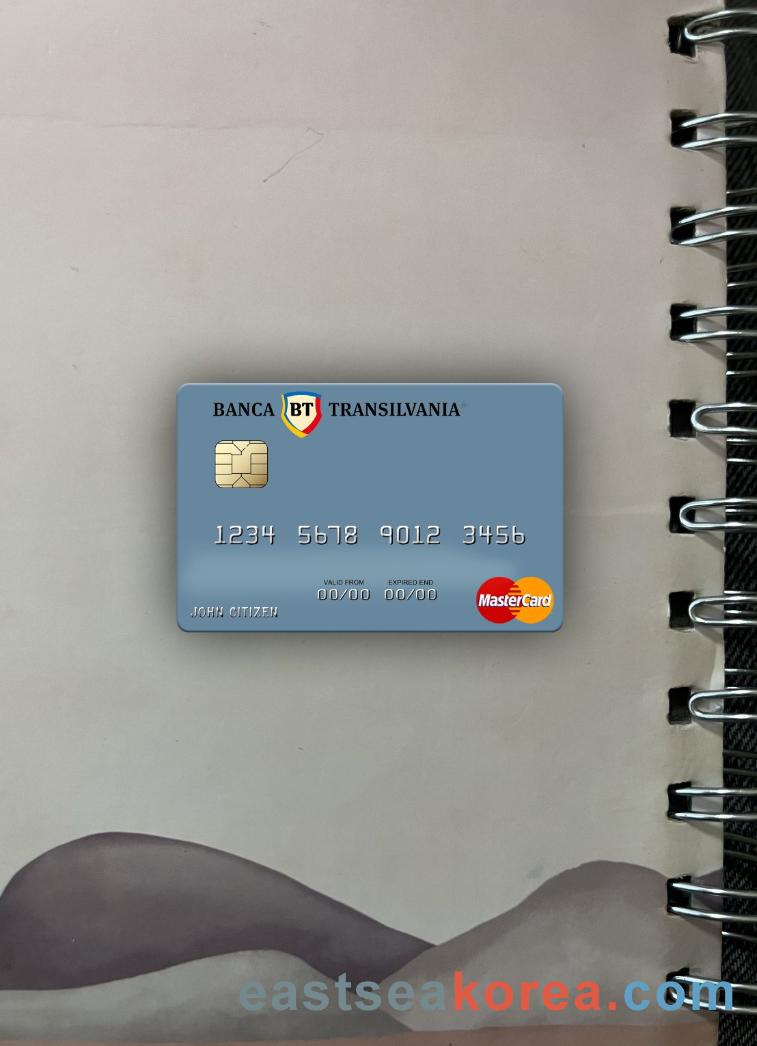 BANCA BT TRANSILVANIA
1234 5678 9012 3456
VALID FROM EXPIRED END
00/00 00/00
JOHN CITIZEN
MasterCard
eastseakorea.com